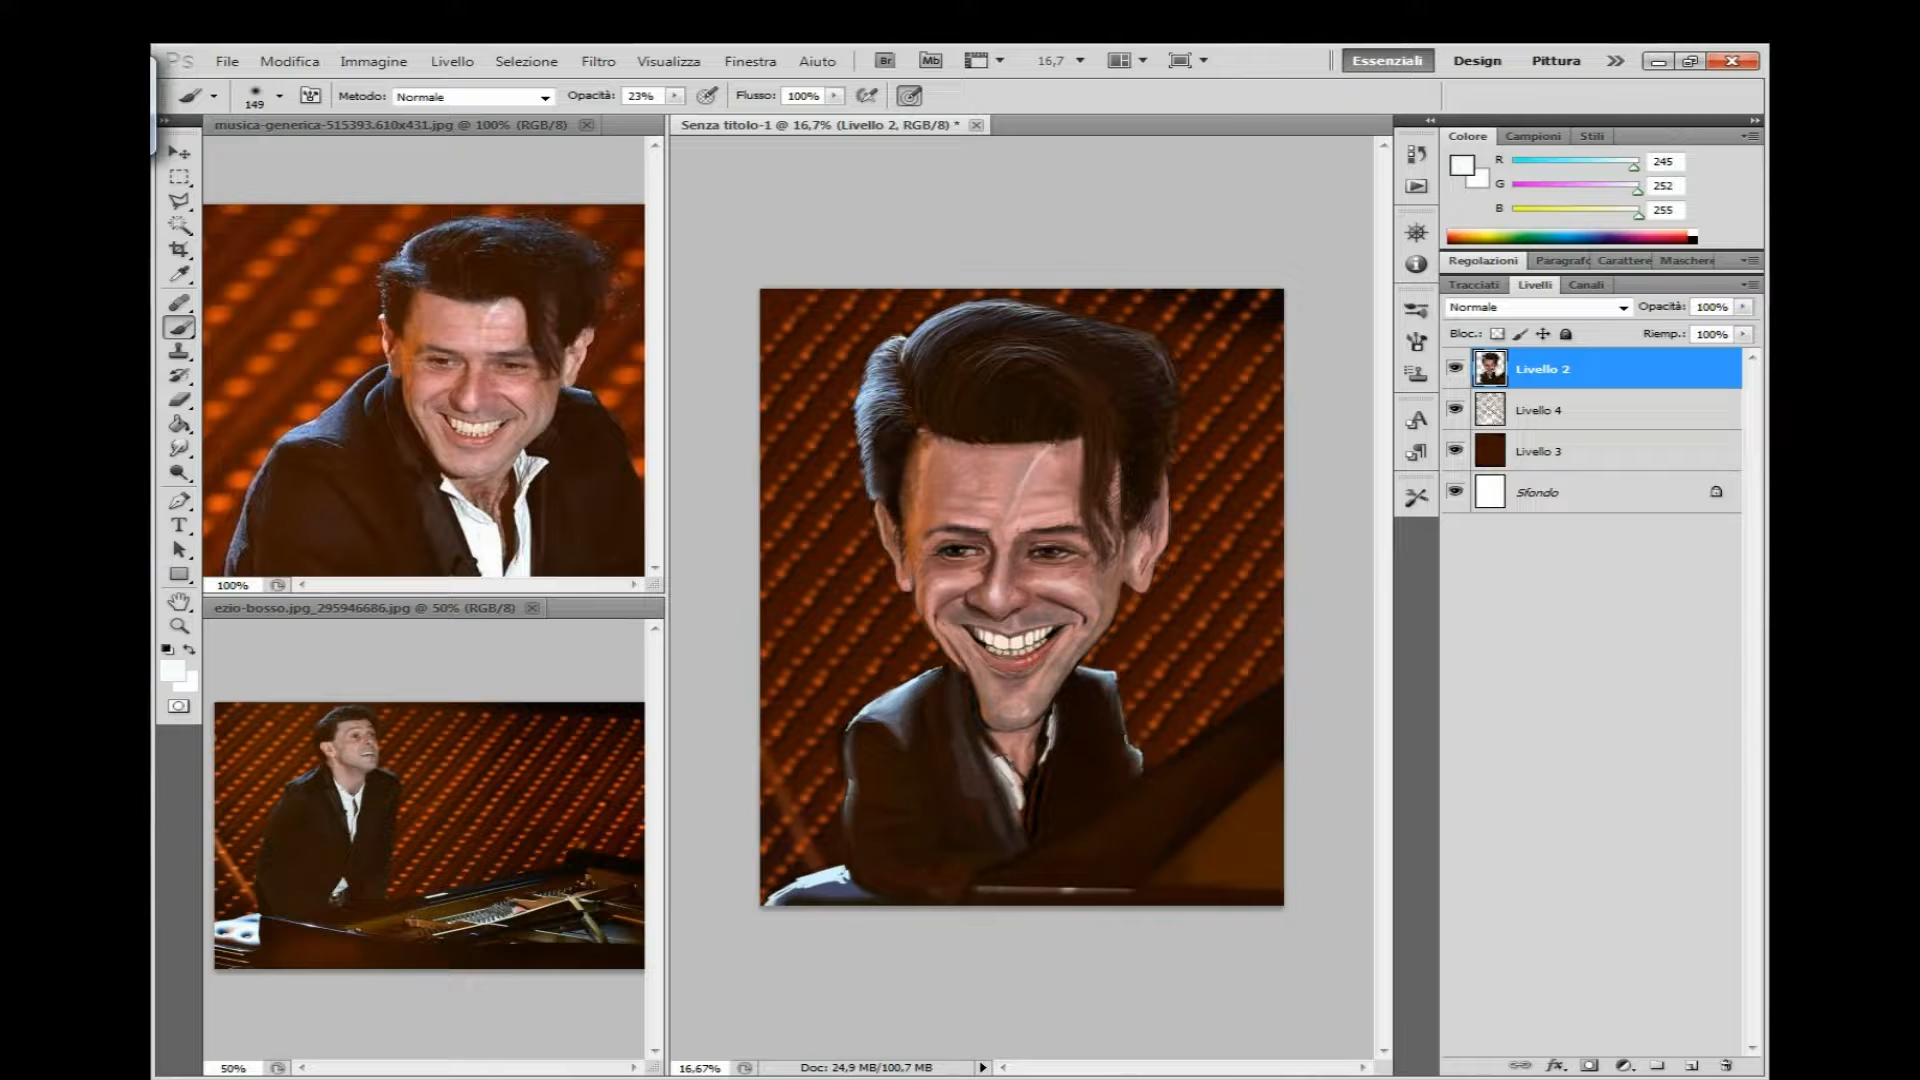 Ps File Modifica Immagine Livello Selezione Filtro Visualizza Finestra Aiuto Br Mb 16,7 Essenziali Design Pittura
149 Metodo: Normale Opacità: 23% Flusso: 100%
musica-generica-515393.610x431.jpg @ 100% (RGB/8)
Senza titolo-1 @ 16,7% (Livello 2, RGB/8) *
Colore Campioni Stili
R 245
G 252
B 255
Regolazioni Paragrafo Carattere Maschere
Tracciati Livelli Canali
Normale Opacità: 100%
Bloc.: Riemp.: 100%
Livello 2
Livello 4
Livello 3
Sfondo
100%
ezio-bosso.jpg_295946686.jpg @ 50% (RGB/8)
50%
16,67% Doc: 24,9 MB/100,7 MB